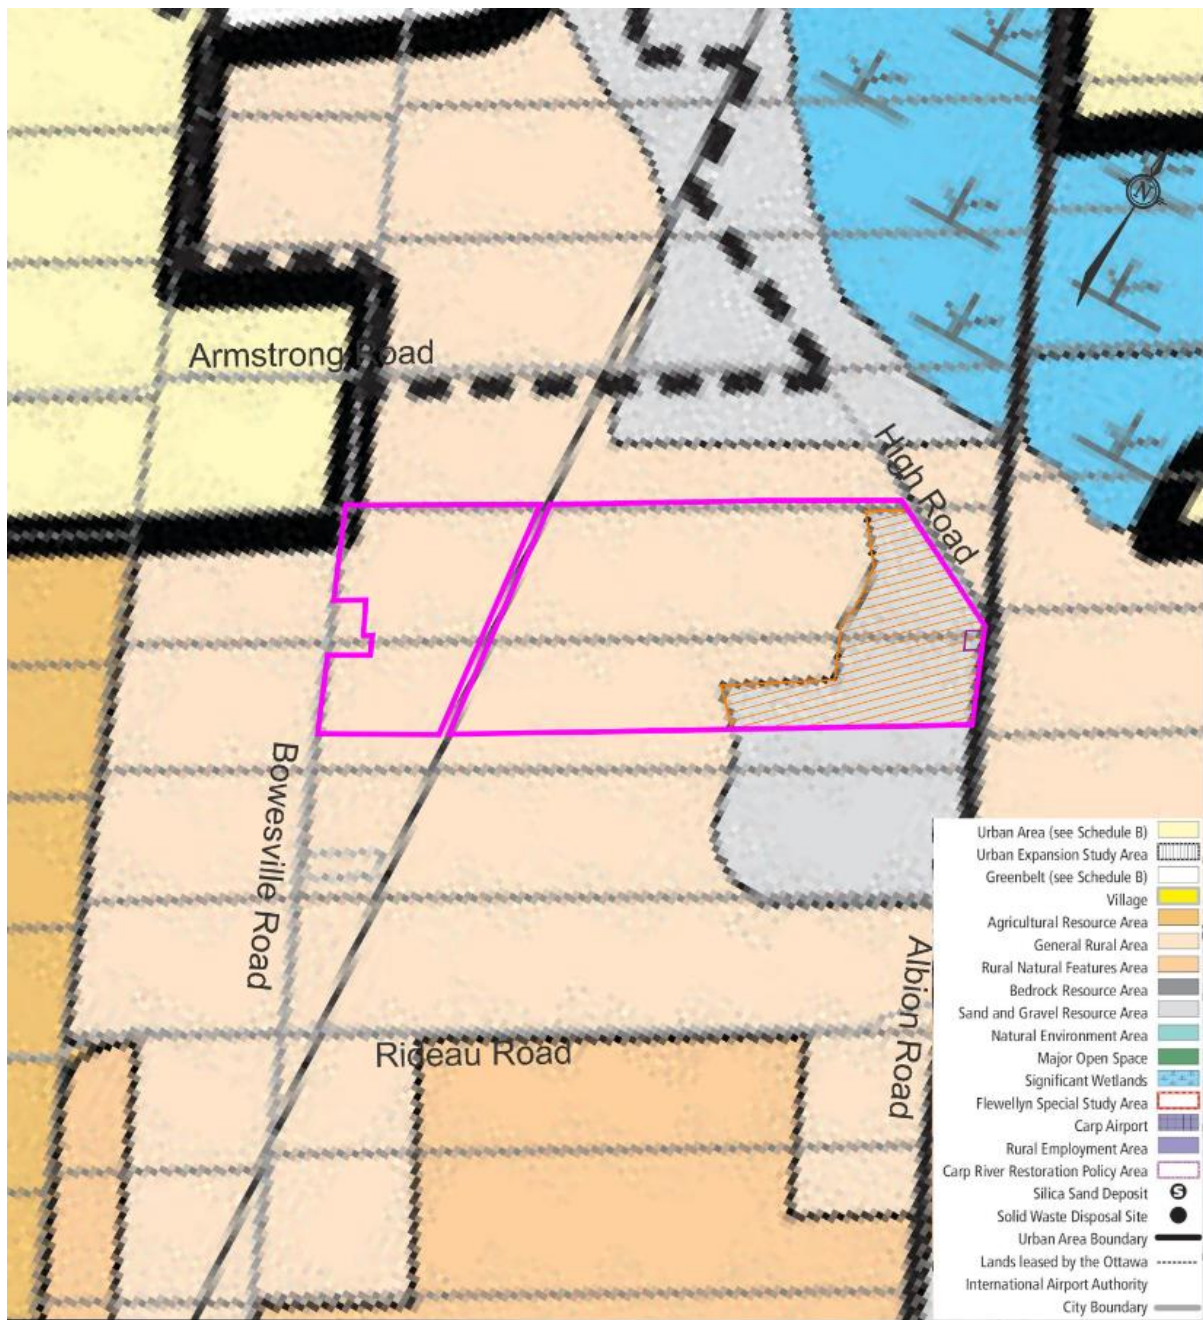 N
Armstrong Road
High Road
Bowesville Road
Albion Road
Rideau Road
Urban Area (see Schedule B)
Urban Expansion Study Area
Greenbelt (see Schedule B)
Village
Agricultural Resource Area
General Rural Area
Rural Natural Features Area
Bedrock Resource Area
Sand and Gravel Resource Area
Natural Environment Area
Major Open Space
Significant Wetlands
Flewellyn Special Study Area
Carp Airport
Rural Employment Area
Carp River Restoration Policy Area
Silica Sand Deposit S
Solid Waste Disposal Site
Urban Area Boundary
Lands leased by the Ottawa
International Airport Authority
City Boundary